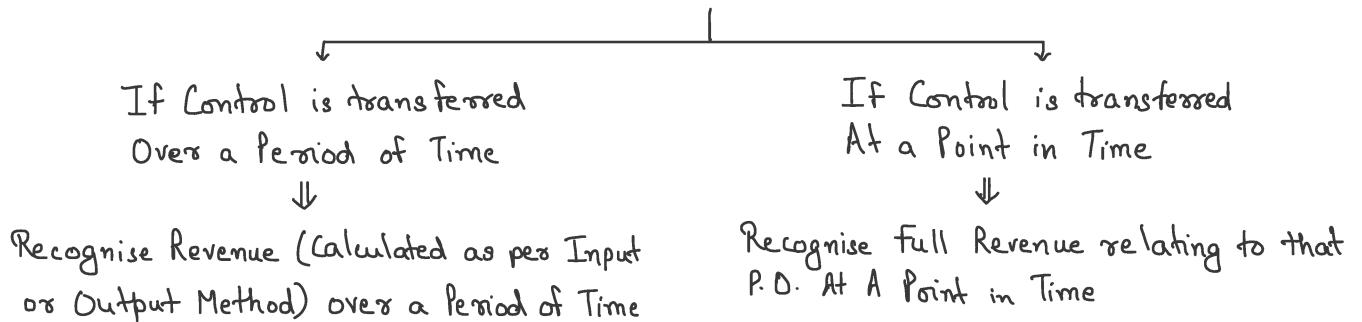 If Control is transferred
Over a Period of Time
⇓
Recognise Revenue (Calculated as per Input
or Output Method) over a Period of Time
If Control is transferred
At a Point in Time
⇓
Recognise Full Revenue relating to that
P.O. At A Point in Time